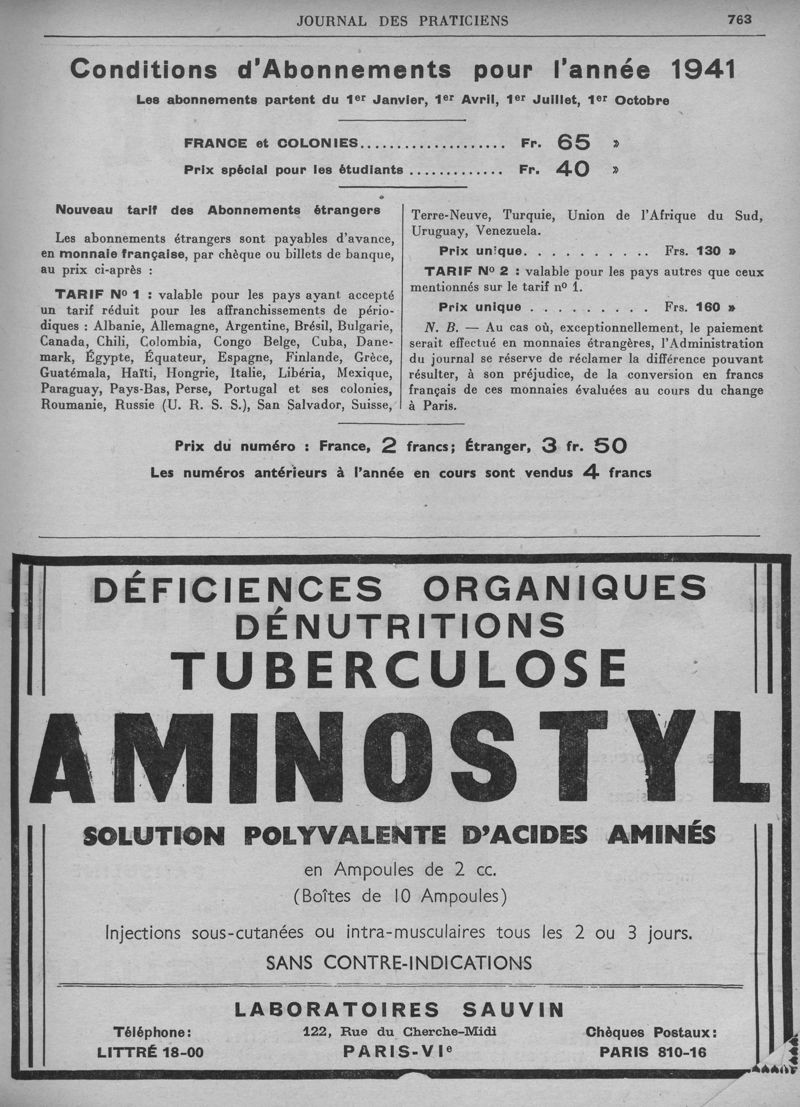 JOURNAL DES PRATICIENS 763
Conditions d'Abonnements pour l'année 1941
Les abonnements partent du 1er Janvier, 1er Avril, 1er Juillet, 1er Octobre
FRANCE et COLONIES..................... Fr. 65 »
Prix spécial pour les étudiants ............. Fr. 40 »
Nouveau tarif des Abonnements étrangers
Les abonnements étrangers sont payables d'avance,
en monnaie française, par chèque ou billets de banque,
au prix ci-après :
TARIF No 1 : valable pour les pays ayant accepté
un tarif réduit pour les affranchissements de pério-
diques : Albanie, Allemagne, Argentine, Brésil, Bulgarie,
Canada, Chili, Colombie, Congo Belge, Cuba, Dane-
mark, Égypte, Équateur, Espagne, Finlande, Grèce,
Guatémala, Haïti, Hongrie, Italie, Libéria, Mexique,
Paraguay, Pays-Bas, Perse, Portugal et ses colonies,
Roumanie, Russie (U. R. S. S.), San Salvador, Suisse,
Terre-Neuve, Turquie, Union de l'Afrique du Sud,
Uruguay, Venezuela.
Prix unique. . . . . . . . . . . Frs. 130 »
TARIF No 2 : valable pour les pays autres que ceux
mentionnés sur le tarif no 1.
Prix unique . . . . . . . . . . Frs. 160 »
N. B. — Au cas où, exceptionnellement, le paiement
serait effectué en monnaies étrangères, l'Administration
du journal se réserve de réclamer la différence pouvant
résulter, à son préjudice, de la conversion en francs
français de ces monnaies évaluées au cours du change
à Paris.
Prix du numéro : France, 2 francs; Étranger, 3 fr. 50
Les numéros antérieurs à l'année en cours sont vendus 4 francs
DÉFICIENCES ORGANIQUES
DÉNUTRITIONS
TUBERCULOSE
AMINOSTYL
SOLUTION POLYVALENTE D'ACIDES AMINÉS
en Ampoules de 2 cc.
(Boîtes de 10 Ampoules)
Injections sous-cutanées ou intra-musculaires tous les 2 ou 3 jours.
SANS CONTRE-INDICATIONS
LABORATOIRES SAUVIN
Téléphone: 122, Rue du Cherche-Midi Chèques Postaux:
LITTRÉ 18-00 PARIS-VIe PARIS 810-16